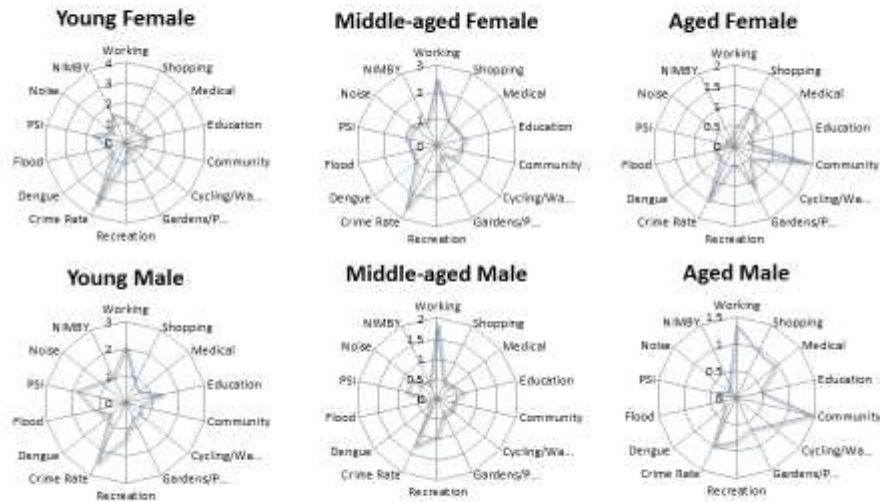 Young Female
Working
Shopping
Medical
Education
Community
Cycling/Wa...
Gardens/P...
Recreation
Crime Rate
Dengue
Flood
PSI
Noise
NIMBY
4
3
2
1
0
Middle-aged Female
Working
Shopping
Medical
Education
Community
Cycling/Wa...
Gardens/P...
Recreation
Crime Rate
Dengue
Flood
PSI
Noise
NIMBY
3
2
1
0
Aged Female
Working
Shopping
Medical
Education
Community
Cycling/Wa...
Gardens/P...
Recreation
Crime Rate
Dengue
Flood
PSI
Noise
NIMBY
2
1.5
1
0.5
0
Young Male
Working
Shopping
Medical
Education
Community
Cycling/Wa...
Gardens/P...
Recreation
Crime Rate
Dengue
Flood
PSI
Noise
NIMBY
3
2
1
0
Middle-aged Male
Working
Shopping
Medical
Education
Community
Cycling/Wa...
Gardens/P...
Recreation
Crime Rate
Dengue
Flood
PSI
Noise
NIMBY
2
1.5
1
0.5
0
Aged Male
Working
Shopping
Medical
Education
Community
Cycling/Wa...
Gardens/P...
Recreation
Crime Rate
Dengue
Flood
PSI
Noise
NIMBY
1.5
1
0.5
0